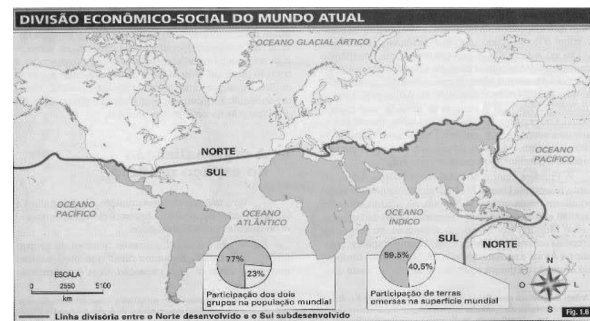 DIVISÃO ECONÔMICO-SOCIAL DO MUNDO ATUAL
OCEANO GLACIAL ÁRTICO
NORTE
SUL
OCEANO
PACÍFICO
OCEANO
PACÍFICO
OCEANO
ATLÂNTICO
OCEANO
ÍNDICO
SUL
NORTE
77%
23%
Participação dos dois
grupos na população mundial
59,5%
40,5%
Participação de terras
emersas na superfície mundial
ESCALA
0 2550 5100
km
N
O L
S
Fig. 1.6
Linha divisória entre o Norte desenvolvido e o Sul subdesenvolvido